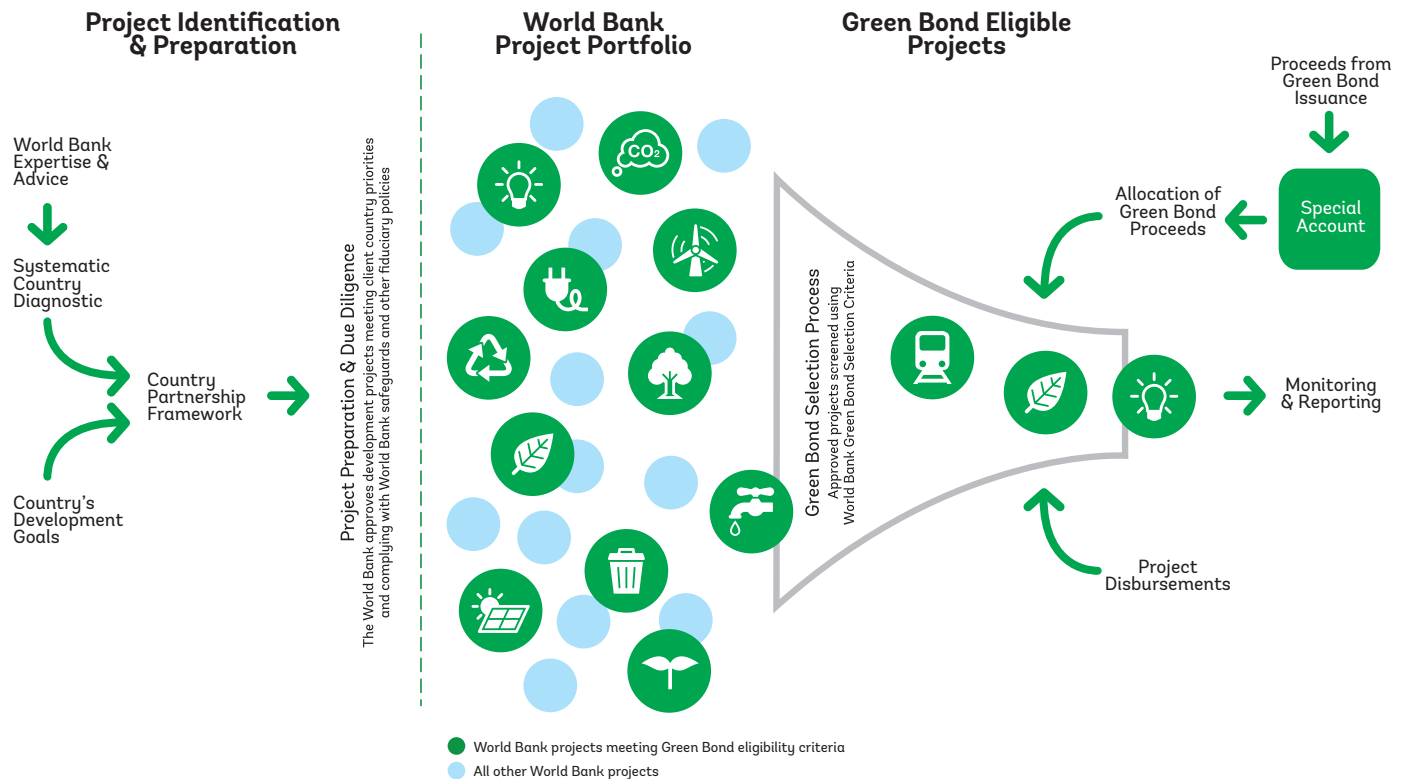 Project Identification
& Preparation
World Bank
Project Portfolio
Green Bond Eligible
Projects
World Bank
Expertise &
Advice
Systematic
Country
Diagnostic
Country
Partnership
Framework
Country's
Development
Goals
Project Preparation & Due Diligence
The World Bank approves development projects meeting client country priorities
and complying with World Bank safeguards and other fiduciary policies
CO₂
Green Bond Selection Process
Approved projects screened using
World Bank Green Bond Selection Criteria
Proceeds from
Green Bond
Issuance
Special
Account
Allocation of
Green Bond
Proceeds
Monitoring
& Reporting
Project
Disbursements
World Bank projects meeting Green Bond eligibility criteria
All other World Bank projects